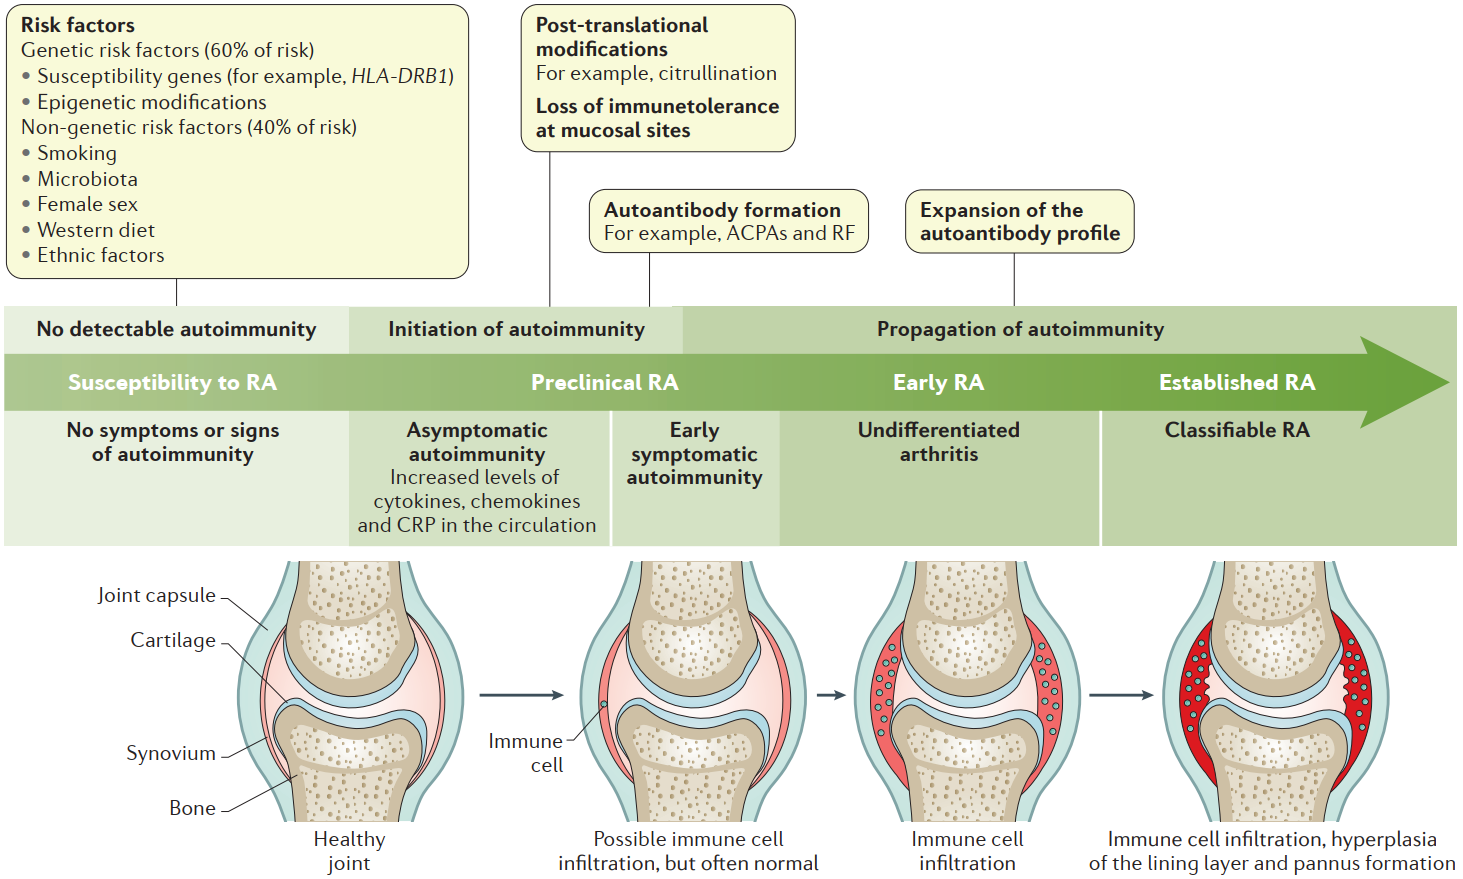 Risk factors
Genetic risk factors (60% of risk)
• Susceptibility genes (for example, HLA-DRB1)
• Epigenetic modifications
Non-genetic risk factors (40% of risk)
• Smoking
• Microbiota
• Female sex
• Western diet
• Ethnic factors
Post-translational
modifications
For example, citrullination
Loss of immunetolerance
at mucosal sites
Autoantibody formation
For example, ACPAs and RF
Expansion of the
autoantibody profile
No detectable autoimmunity
Initiation of autoimmunity
Propagation of autoimmunity
Susceptibility to RA
Preclinical RA
Early RA
Established RA
No symptoms or signs
of autoimmunity
Asymptomatic
autoimmunity
Increased levels of
cytokines, chemokines
and CRP in the circulation
Early
symptomatic
autoimmunity
Undifferentiated
arthritis
Classifiable RA
Joint capsule
Cartilage
Synovium
Bone
Immune
cell
Healthy
joint
Possible immune cell
infiltration, but often normal
Immune cell
infiltration
Immune cell infiltration, hyperplasia
of the lining layer and pannus formation